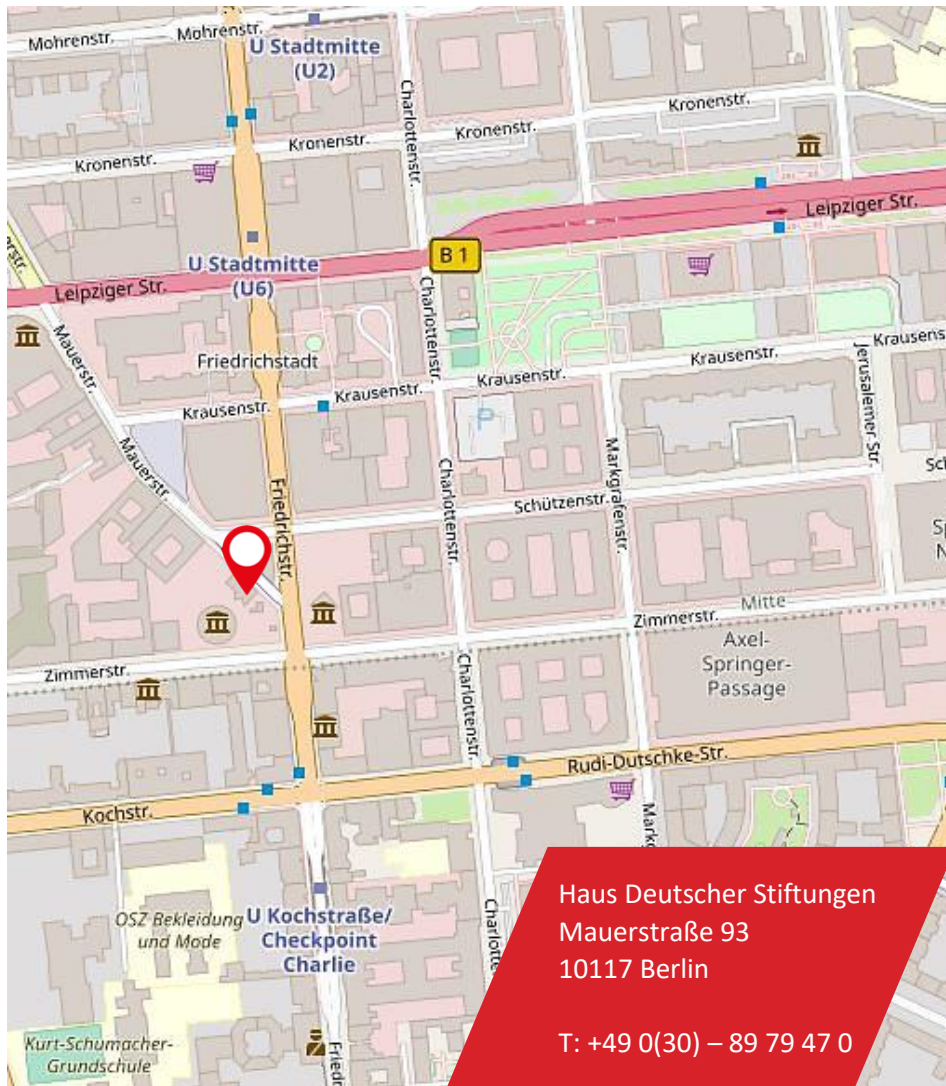 Mohrenstr.
Mohrenstr.
U Stadtmitte
(U2)
Charlottenstr.
Kronenstr.
Kronenstr.
Kronenstr.
Kronenstr.
Leipziger Str.
B 1
U Stadtmitte
(U6)
Leipziger Str.
Mauerstr.
Friedrichstadt
Charlottenstr.
Krausenstr.
Krausenstr.
Krausenstr.
Krausenstr.
Jerusalemer Str.
P
Mauerstr.
Friedrichstr.
Charlottenstr.
Markgrafenstr.
Schützenstr.
Mitte
Zimmerstr.
Zimmerstr.
Axel-
Springer-
Passage
Charlottenstr.
Rudi-Dutschke-Str.
Kochstr.
OSZ Bekleidung
und Mode
U Kochstraße/
Checkpoint
Charlie
Kurt-Schumacher-
Grundschule
Haus Deutscher Stiftungen
Mauerstraße 93
10117 Berlin
T: +49 0(30) – 89 79 47 0